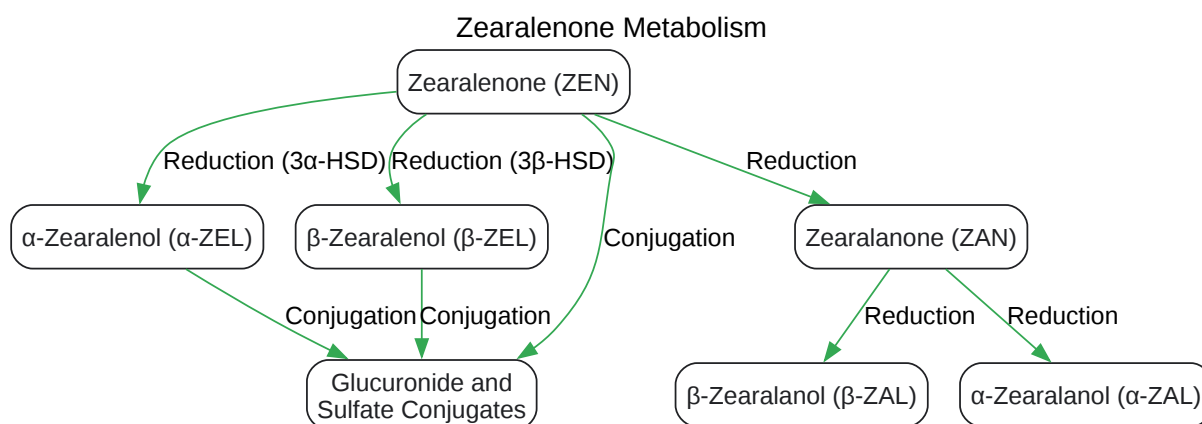 Zearalenone Metabolism
Zearalenone (ZEN)
Reduction (3α-HSD)
Reduction (3β-HSD)
Reduction
α-Zearalenol (α-ZEL)
β-Zearalenol (β-ZEL)
Conjugation
Zearalanone (ZAN)
Conjugation
Conjugation
Reduction
Reduction
Glucuronide and
Sulfate Conjugates
β-Zearalanol (β-ZAL)
α-Zearalanol (α-ZAL)